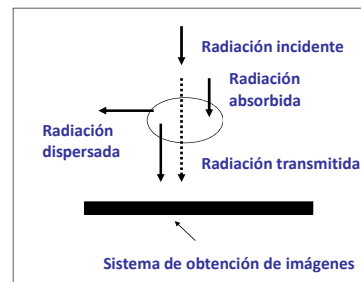 Radiación incidente
Radiación
absorbida
Radiación
dispersada
Radiación transmitida
Sistema de obtención de imágenes